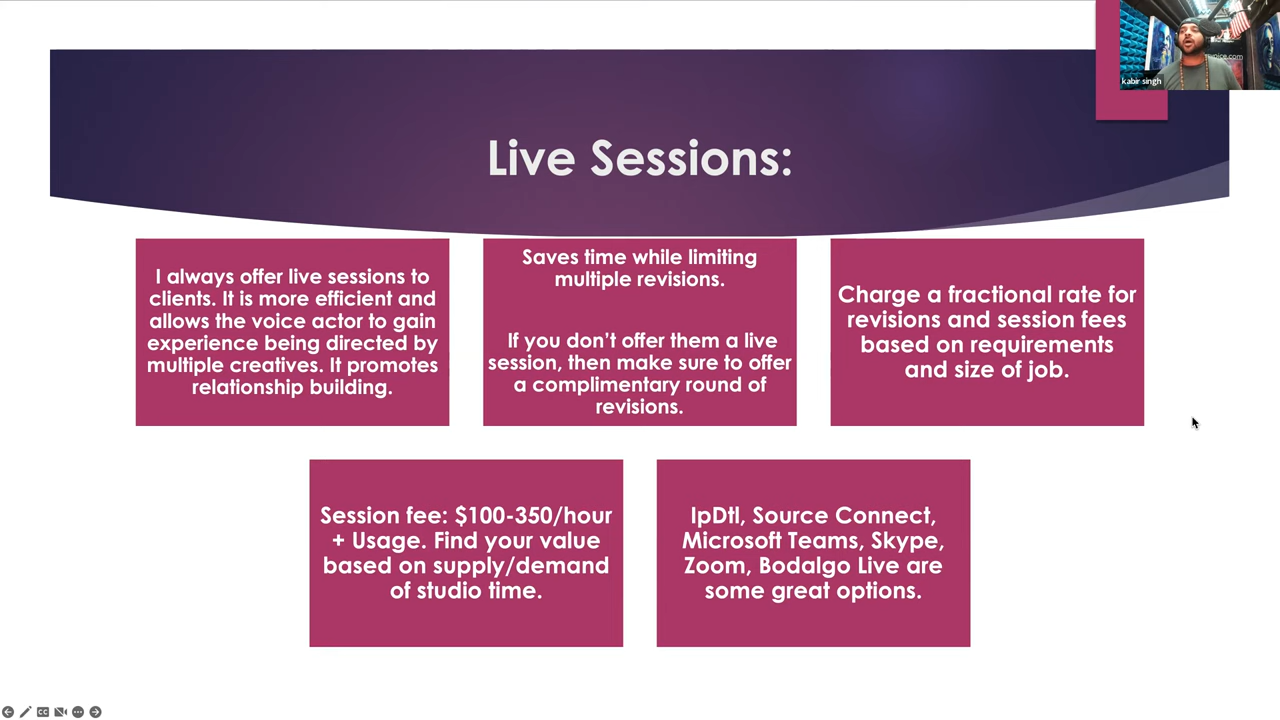 kabir singh
Live Sessions:
I always offer live sessions to
clients. It is more efficient and
allows the voice actor to gain
experience being directed by
multiple creatives. It promotes
relationship building.
Saves time while limiting
multiple revisions.
If you don’t offer them a live
session, then make sure to offer
a complimentary round of
revisions.
Charge a fractional rate for
revisions and session fees
based on requirements
and size of job.
Session fee: $100-350/hour
+ Usage. Find your value
based on supply/demand
of studio time.
IpDtl, Source Connect,
Microsoft Teams, Skype,
Zoom, Bodalgo Live are
some great options.
CC